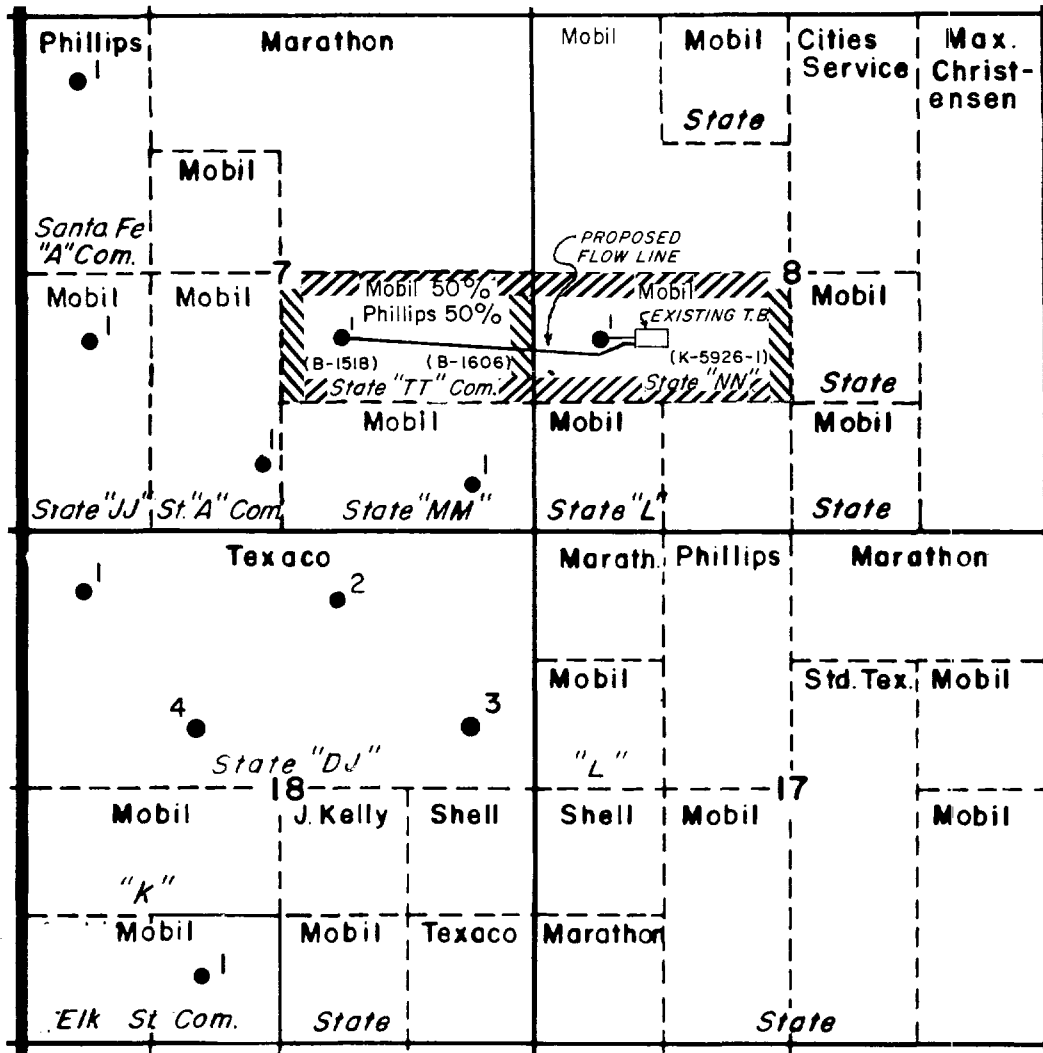 Phillips
1
Marathon
Mobil
Mobil
State
Cities
Service
Max.
Christ-
ensen
Mobil
Santa Fe
"A" Com.
7
8
PROPOSED
FLOW LINE
Mobil
1
State "JJ"
Mobil
1
St. "A" Com
Mobil 50%
Phillips 50%
1
(B-1518)
(B-1606)
State "TT" Com.
Mobil
EXISTING T.B
1
(K-5926-1)
State "NN"
Mobil
State
Mobil
1
State "MM"
Mobil
State "L"
Mobil
State
Texaco
1
2
4
3
State "DJ"
18
Marath.
Phillips
Marathon
Mobil
"L"
Std. Tex.
Mobil
17
Mobil
"K"
J. Kelly
Shell
Shell
Mobil
Mobil
Mobil
1
Elk St Com.
Mobil
State
Texaco
Marathon
State